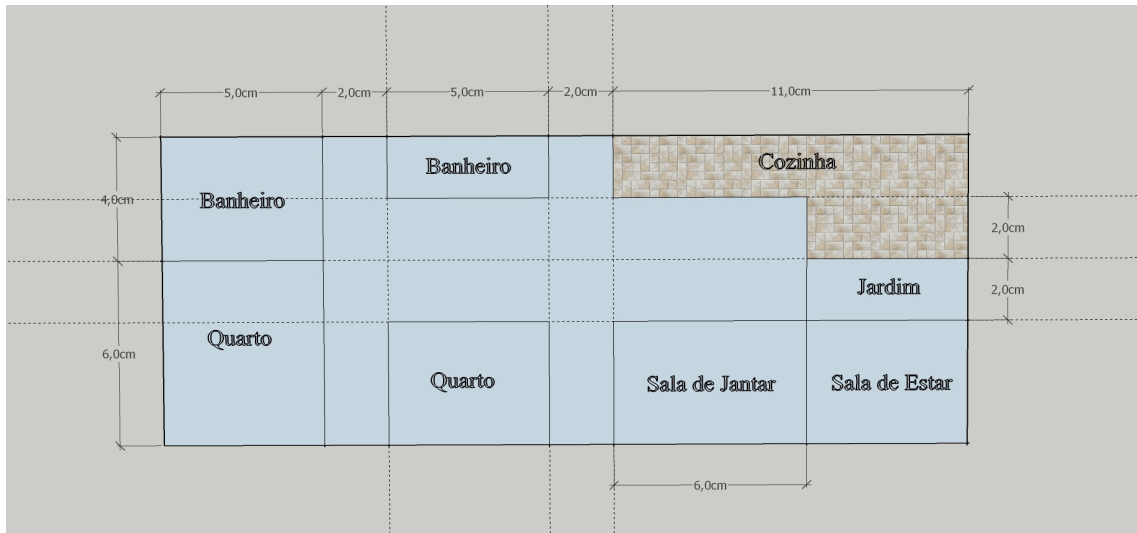 5,0cm
2,0cm
5,0cm
2,0cm
11,0cm
Banheiro
Cozinha
Banheiro
4,0cm
2,0cm
Jardim
2,0cm
Quarto
6,0cm
Quarto
Sala de Jantar
Sala de Estar
6,0cm